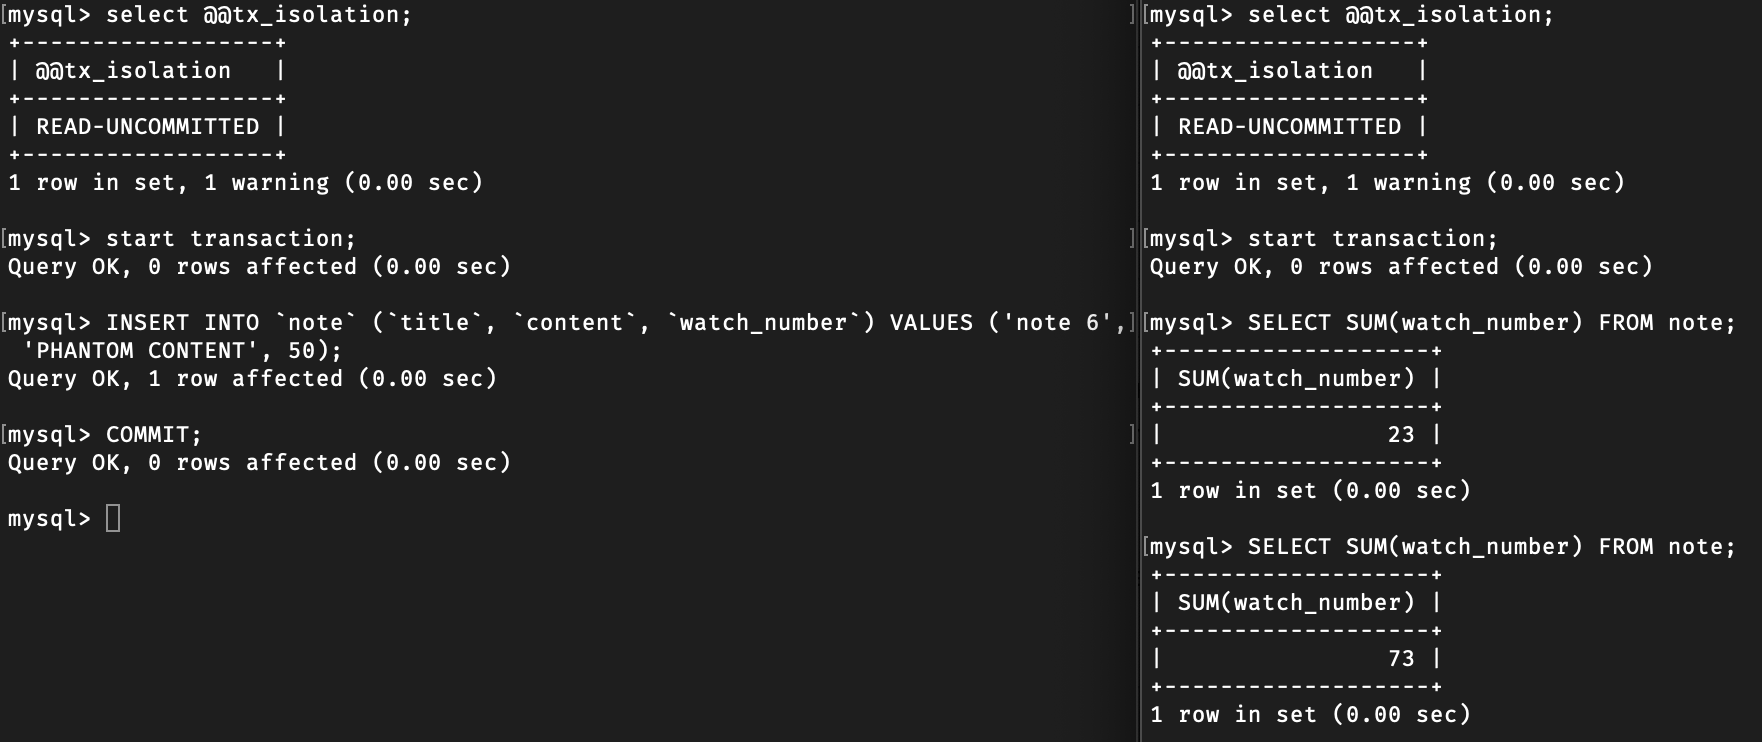 mysql> select @@tx_isolation;
+------------------+
| @@tx_isolation   |
+------------------+
| READ-UNCOMMITTED |
+------------------+
1 row in set, 1 warning (0.00 sec)
mysql> start transaction;
Query OK, 0 rows affected (0.00 sec)
mysql> INSERT INTO `note` (`title`, `content`, `watch_number`) VALUES ('note 6',
 'PHANTOM CONTENT', 50);
Query OK, 1 row affected (0.00 sec)
mysql> COMMIT;
Query OK, 0 rows affected (0.00 sec)
mysql>
mysql> select @@tx_isolation;
+------------------+
| @@tx_isolation   |
+------------------+
| READ-UNCOMMITTED |
+------------------+
1 row in set, 1 warning (0.00 sec)
mysql> start transaction;
Query OK, 0 rows affected (0.00 sec)
mysql> SELECT SUM(watch_number) FROM note;
+-------------------+
| SUM(watch_number) |
+-------------------+
|                23 |
+-------------------+
1 row in set (0.00 sec)
mysql> SELECT SUM(watch_number) FROM note;
+-------------------+
| SUM(watch_number) |
+-------------------+
|                73 |
+-------------------+
1 row in set (0.00 sec)